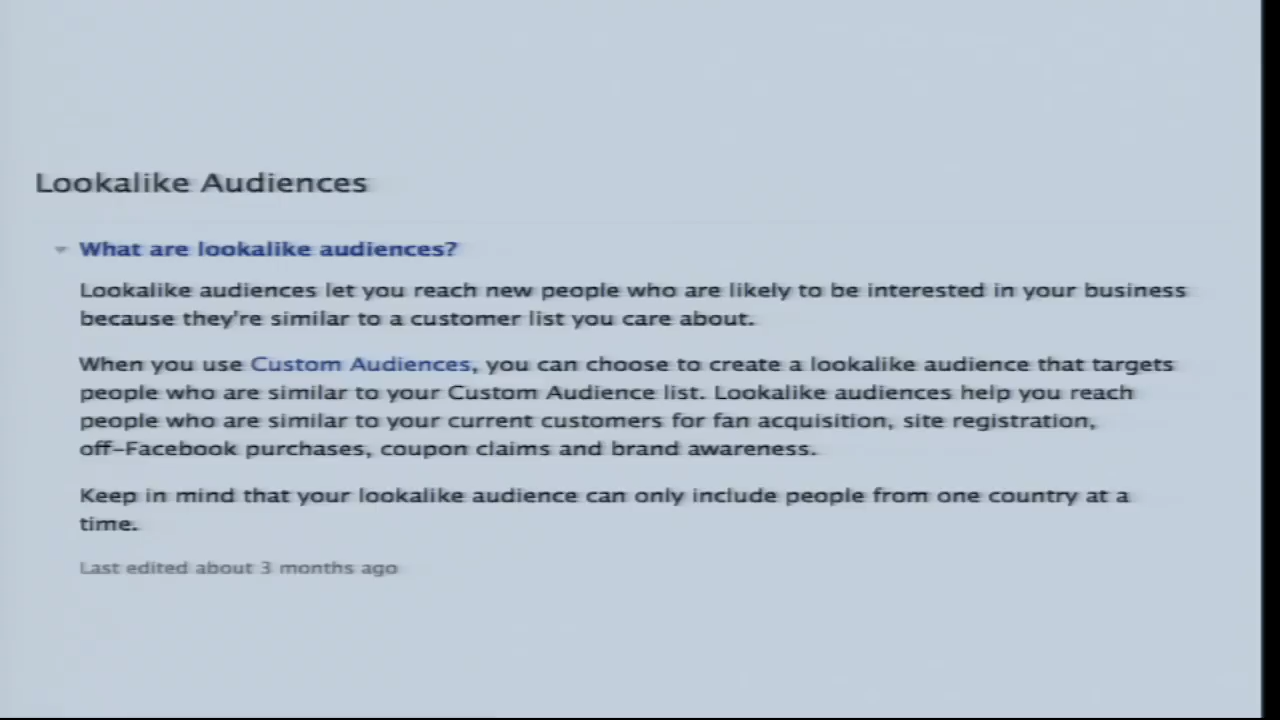 Lookalike Audiences
What are lookalike audiences?
Lookalike audiences let you reach new people who are likely to be interested in your business
because they're similar to a customer list you care about.
When you use Custom Audiences, you can choose to create a lookalike audience that targets
people who are similar to your Custom Audience list. Lookalike audiences help you reach
people who are similar to your current customers for fan acquisition, site registration,
off-Facebook purchases, coupon claims and brand awareness.
Keep in mind that your lookalike audience can only include people from one country at a
time.
Last edited about 3 months ago